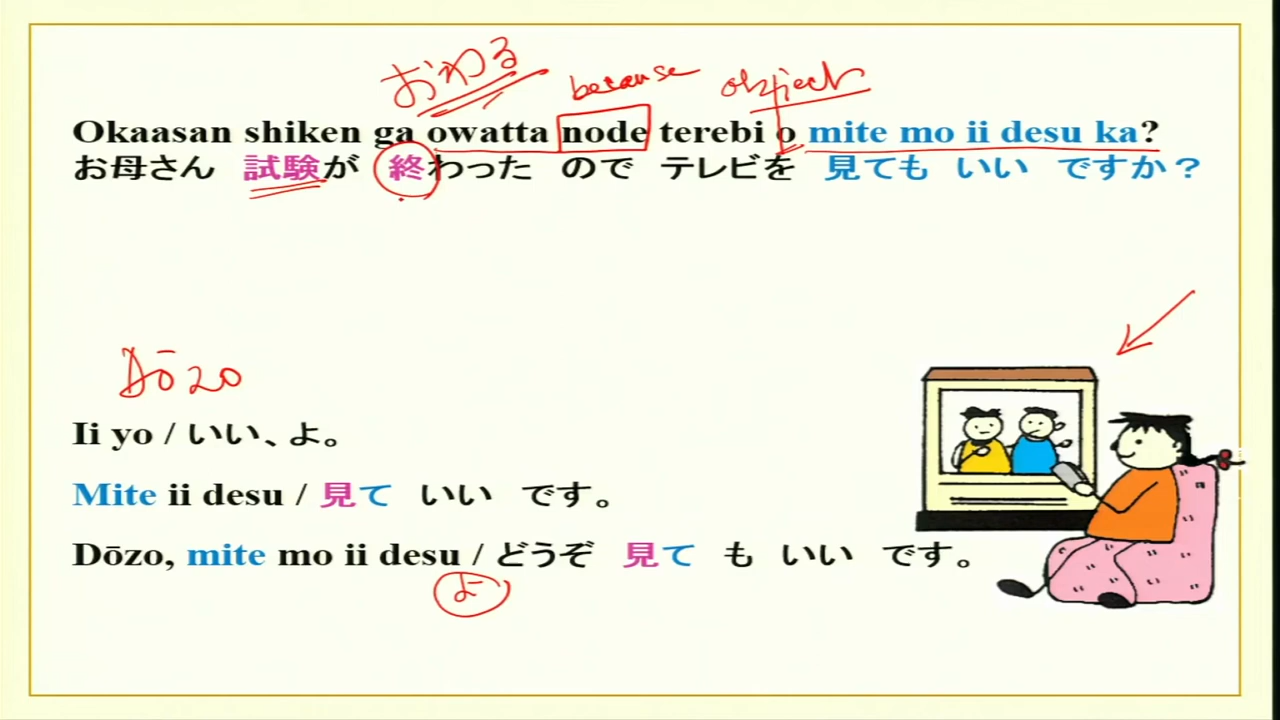 おわる because object
Okaasan shiken ga owatta node terebi o mite mo ii desu ka?
お母さん 試験が 終わった ので テレビを 見ても いい ですか？
Dōzo
Ii yo / いい、よ。
Mite ii desu / 見て いい です。
Dōzo, mite mo ii desu / どうぞ 見て も いい です。
よ